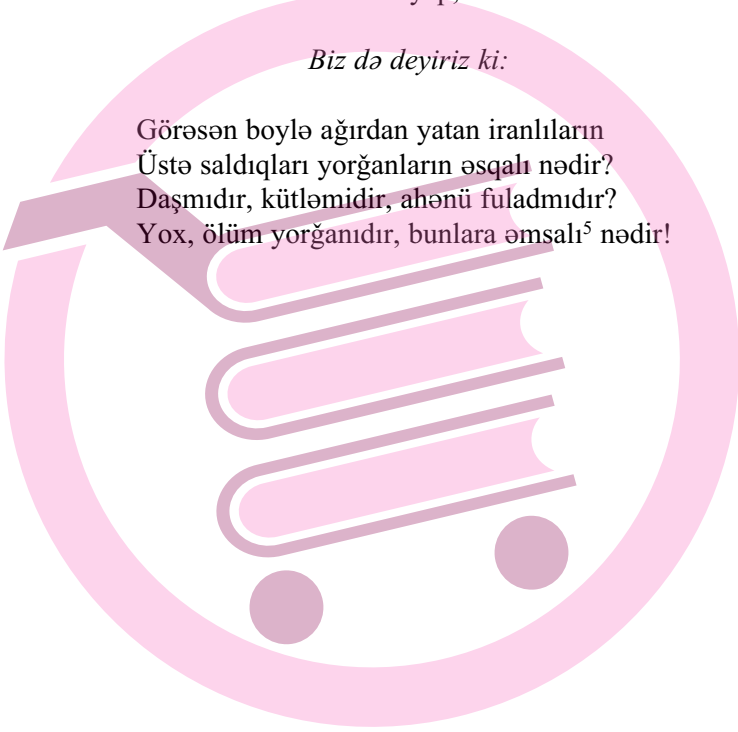 Biz də deyiriz ki:
Görəsən boylə ağırdan yatan iranlıların
Üstə saldıqları yorğanların əsqalı nədir?
Daşmıdır, kütləmidir, ahənü fuladmıdır?
Yox, ölüm yorğanıdır, bunlara əmsalı⁵ nədir!